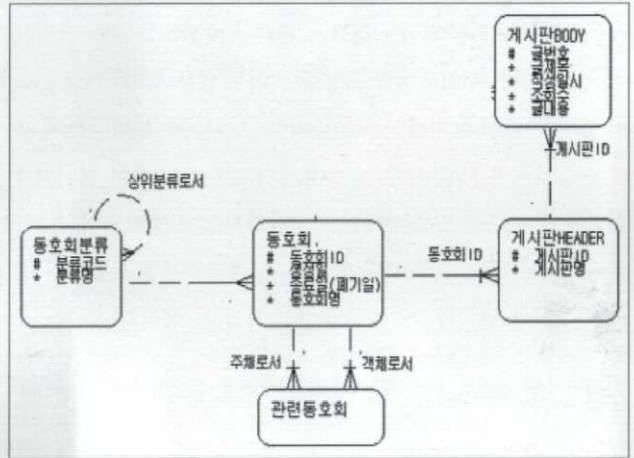 게시판BODY
# 글번호
* 글제목
* 작성일시
* 조회수
* 글내용
게시판ID
상위분류로서
동호회분류
# 분류코드
* 분류명
동호회
# 동호회ID
*
* 종료일(폐기일)
* 동호회명
동호회ID
게시판HEADER
# 게시판ID
* 게시판명
주체로서
객체로서
관련동호회